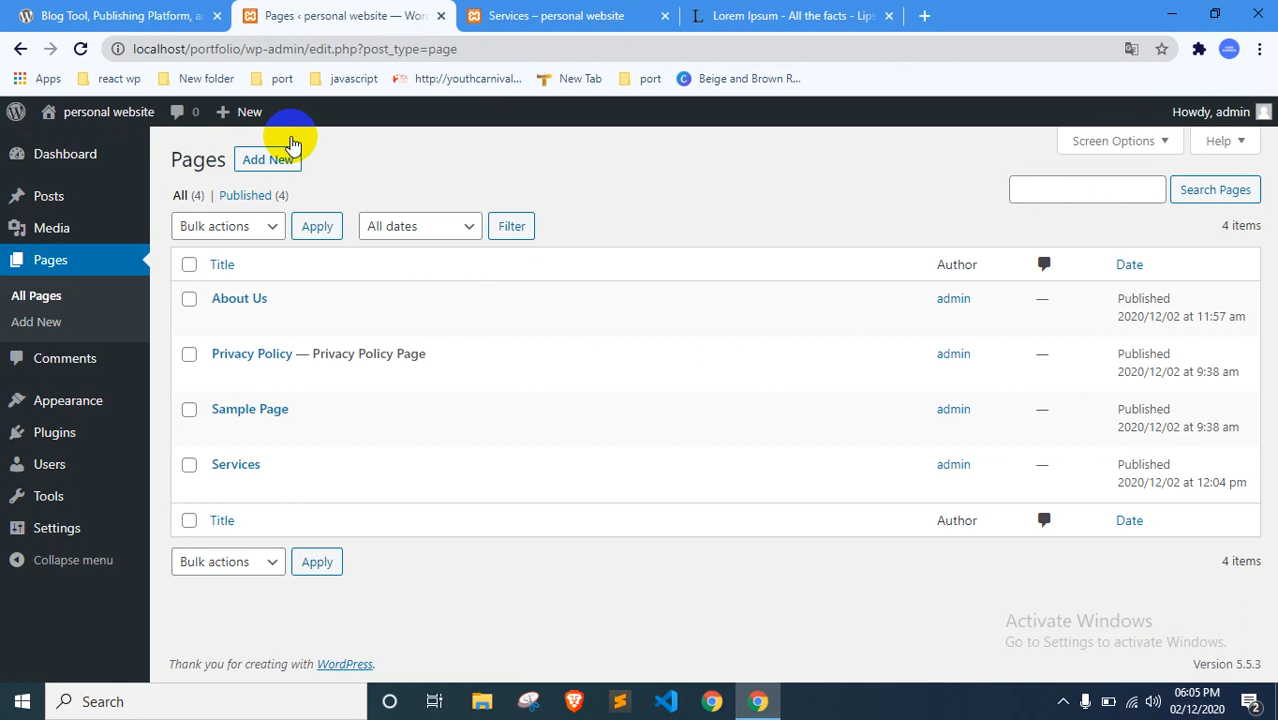 Blog Tool, Publishing Platform, an
Pages ‹ personal website — Wor
Services – personal website
Lorem Ipsum - All the facts - Lips
localhost/portfolio/wp-admin/edit.php?post_type=page
Apps
react wp
New folder
port
javascript
http://youthcarnival...
New Tab
port
Beige and Brown R...
personal website
0
New
Howdy, admin
Dashboard
Posts
Media
Pages
All Pages
Add New
Comments
Appearance
Plugins
Users
Tools
Settings
Collapse menu
Pages
Add New
Screen Options
Help
All (4) | Published (4)
Search Pages
Bulk actions
Apply
All dates
Filter
4 items
Title
Author
Date
About Us
admin
—
Published
2020/12/02 at 11:57 am
Privacy Policy — Privacy Policy Page
admin
—
Published
2020/12/02 at 9:38 am
Sample Page
admin
—
Published
2020/12/02 at 9:38 am
Services
admin
—
Published
2020/12/02 at 12:04 pm
Title
Author
Date
Bulk actions
Apply
4 items
Activate Windows
Go to Settings to activate Windows.
Thank you for creating with WordPress.
Version 5.5.3
Search
06:05 PM
02/12/2020
2